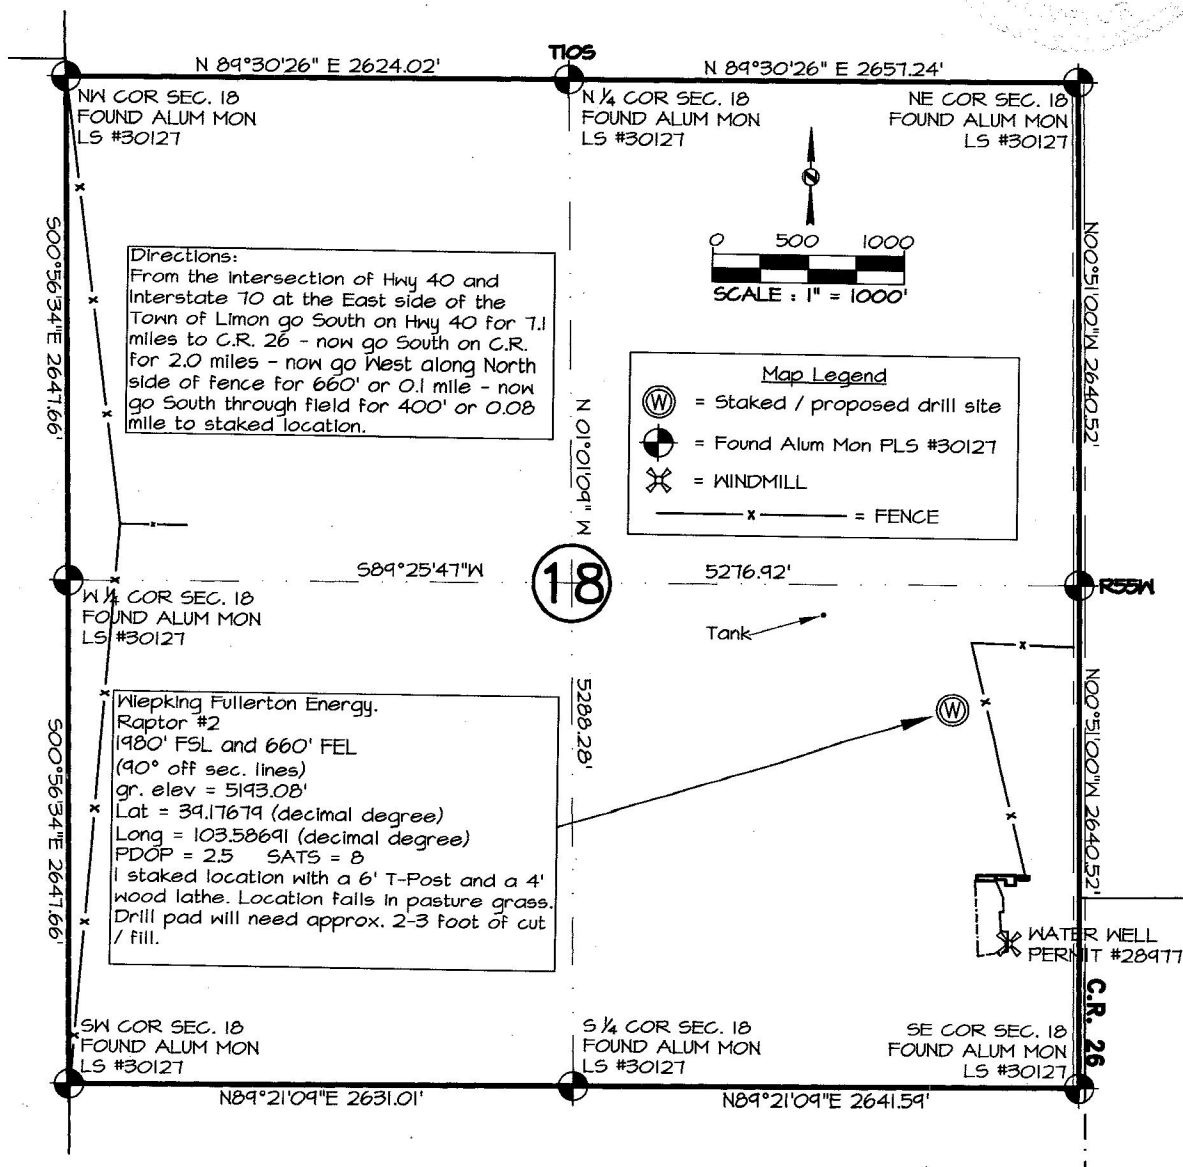 T10S
N 89°30'26" E 2624.02'
N 89°30'26" E 2657.24'
NW COR SEC. 18
FOUND ALUM MON
LS #30127
N 1/4 COR SEC. 18
FOUND ALUM MON
LS #30127
NE COR SEC. 18
FOUND ALUM MON
LS #30127
N
0 500 1000
SCALE : 1" = 1000'
S00°56'34"E 2647.66'
N00°51'00"W 2640.52'
Directions:
From the intersection of Hwy 40 and
Interstate 70 at the East side of the
Town of Limon go South on Hwy 40 for 7.1
miles to C.R. 26 - now go South on C.R.
for 2.0 miles - now go West along North
side of fence for 660' or 0.1 mile - now
go South through field for 400' or 0.08
mile to staked location.
Map Legend
W = Staked / proposed drill site
= Found Alum Mon PLS #30127
= WINDMILL
x = FENCE
N 01°01'09" W
S89°25'47"W
18
5276.92'
R55W
W 1/4 COR SEC. 18
FOUND ALUM MON
LS #30127
Tank
W
Wiepking Fullerton Energy.
Raptor #2
1980' FSL and 660' FEL
(90° off sec. lines)
gr. elev = 5193.08'
Lat = 39.17679 (decimal degree)
Long = 103.58691 (decimal degree)
PDOP = 2.5 SATS = 8
I staked location with a 6' T-Post and a 4'
wood lathe. Location falls in pasture grass.
Drill pad will need approx. 2-3 foot of cut
/ fill.
5288.28'
S00°56'34"E 2647.66'
N00°51'00"W 2640.52'
WATER WELL
PERMIT #28977
C.R. 26
SW COR SEC. 18
FOUND ALUM MON
LS #30127
S 1/4 COR SEC. 18
FOUND ALUM MON
LS #30127
SE COR SEC. 18
FOUND ALUM MON
LS #30127
N89°21'09"E 2631.01'
N89°21'09"E 2641.59'